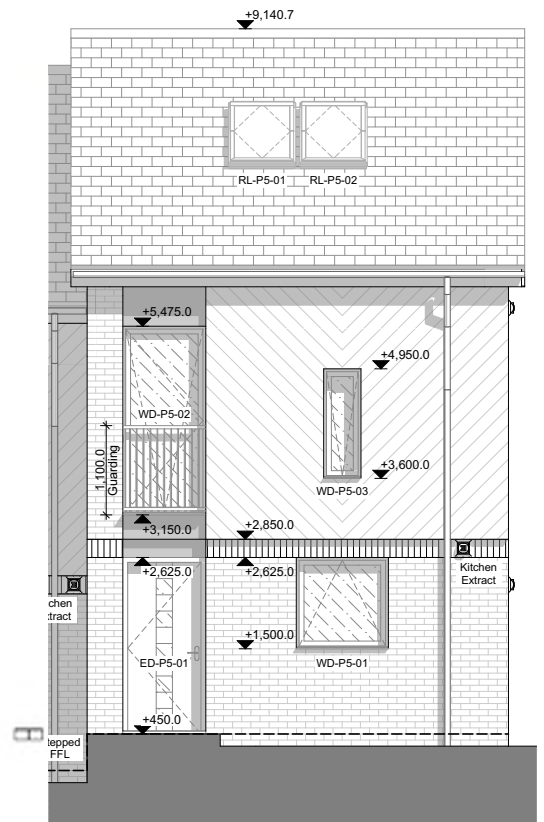 +9,140.7
RL-P5-01
RL-P5-02
+5,475.0
+4,950.0
WD-P5-02
1,100.0
Guarding
+3,600.0
WD-P5-03
+3,150.0
+2,850.0
+2,625.0
+2,625.0
Kitchen
Extract
chen
xtract
+1,500.0
ED-P5-01
WD-P5-01
+450.0
tepped
FFL